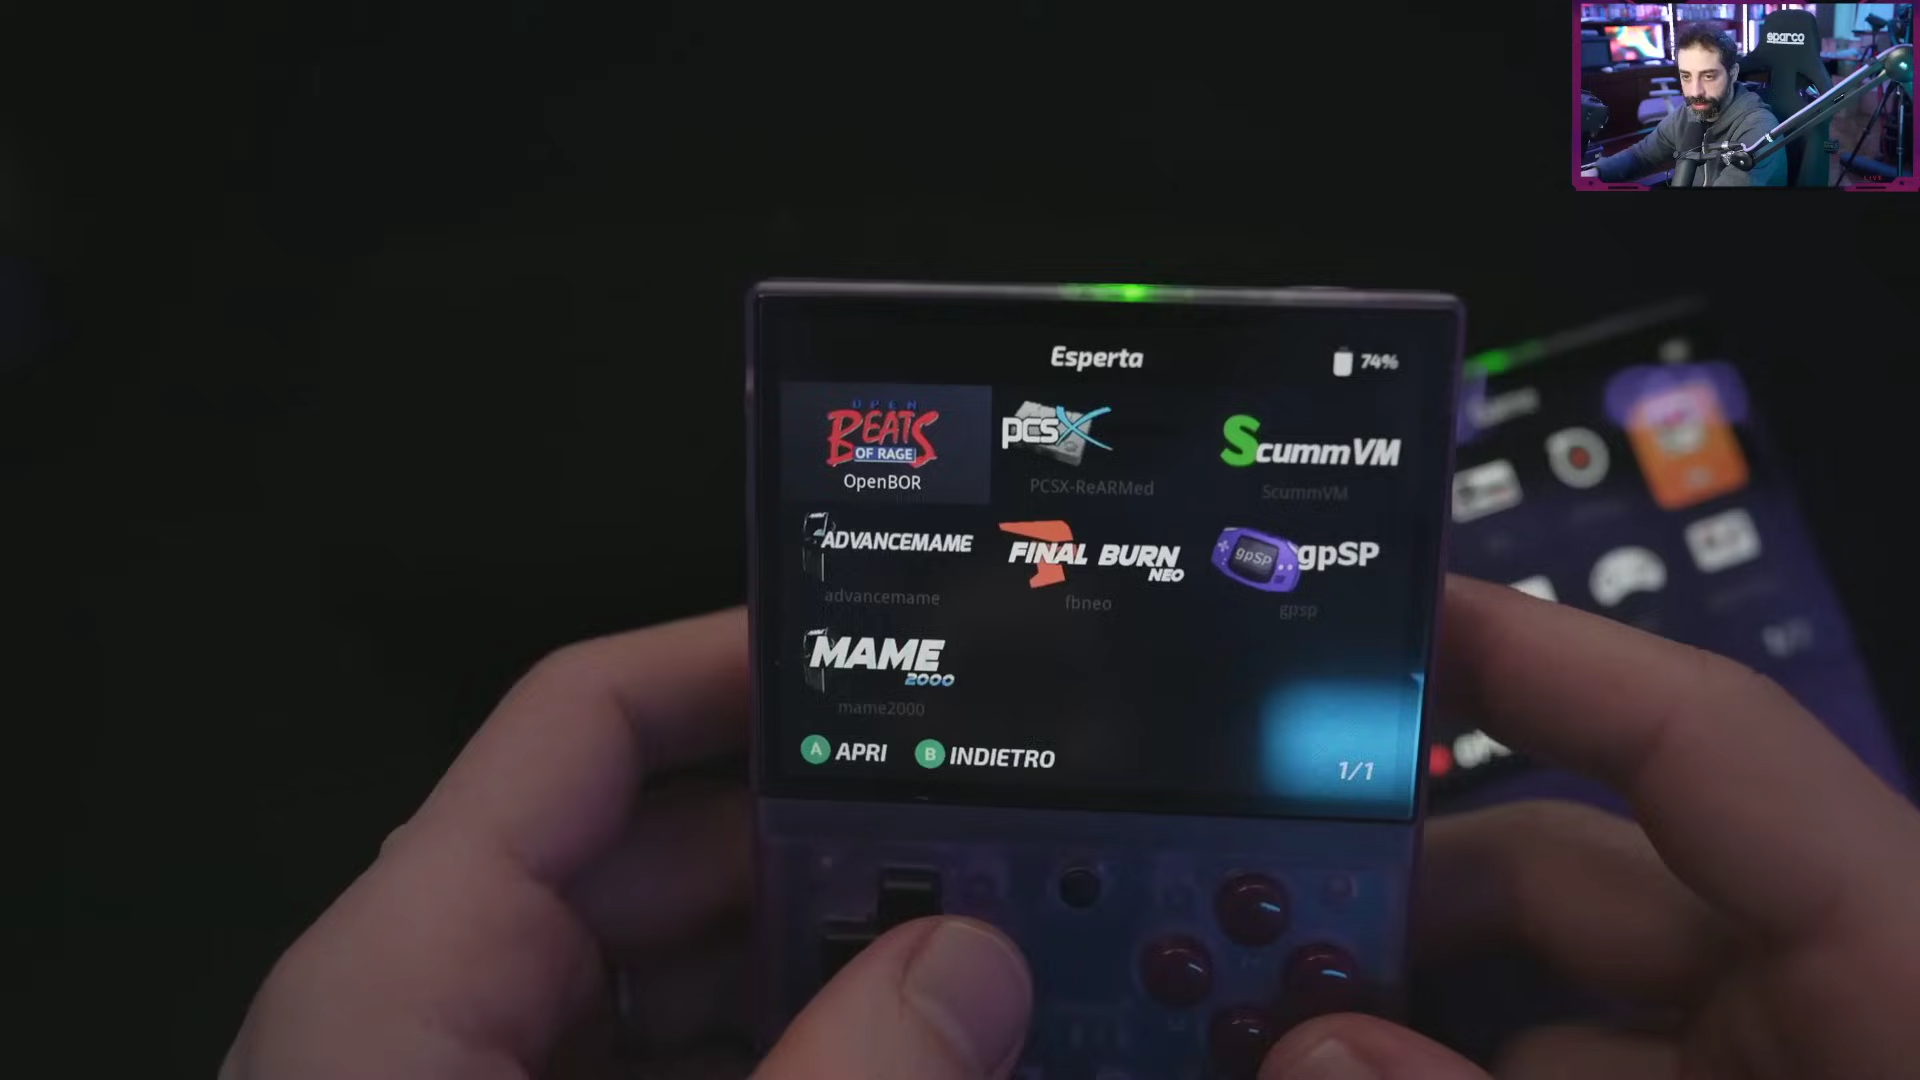 sparco
LIVE
Esperta
74%
OPEN
BEATS
OF RAGE
OpenBOR
PCSX
PCSX-ReARMed
ScummVM
ScummVM
ADVANCEMAME
advancemame
FINAL BURN
NEO
fbneo
gpSP
gpSP
gpsp
MAME
2000
mame2000
A APRI
B INDIETRO
1/1